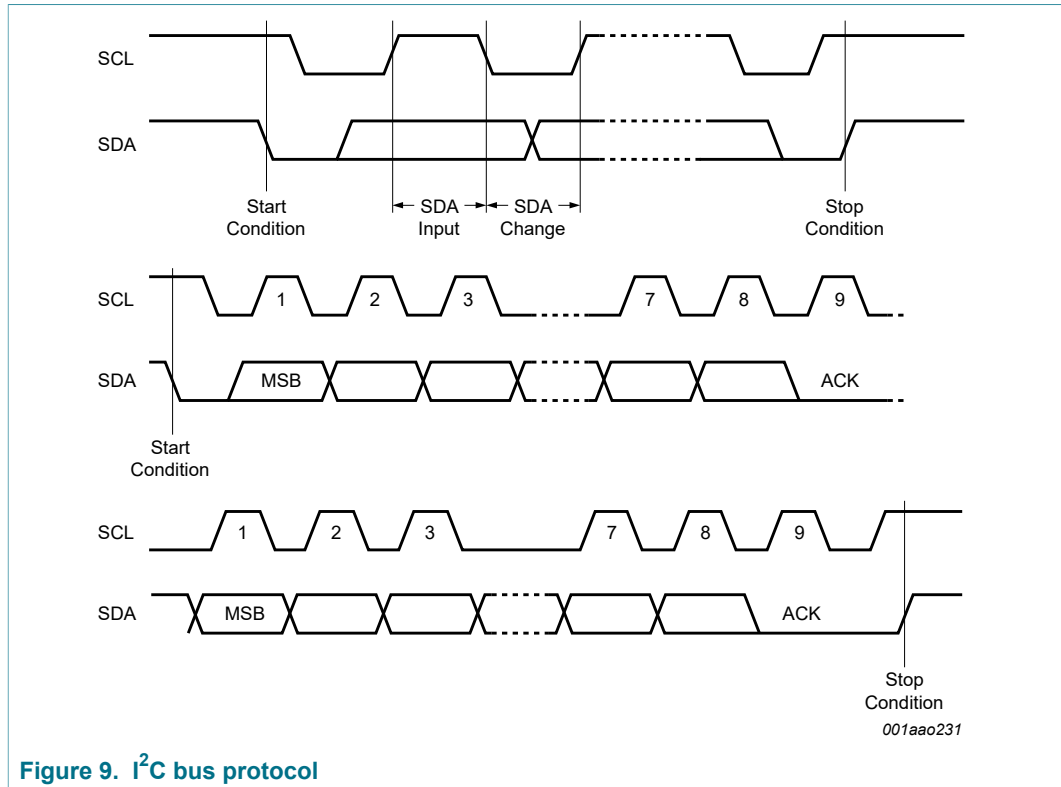 SCL
SDA
Start
Condition
SDA
Input
SDA
Change
Stop
Condition
SCL
1 2 3 7 8 9
SDA
MSB
ACK
Start
Condition
SCL
1 2 3 7 8 9
SDA
MSB
ACK
Stop
Condition
001aao231
Figure 9. I²C bus protocol